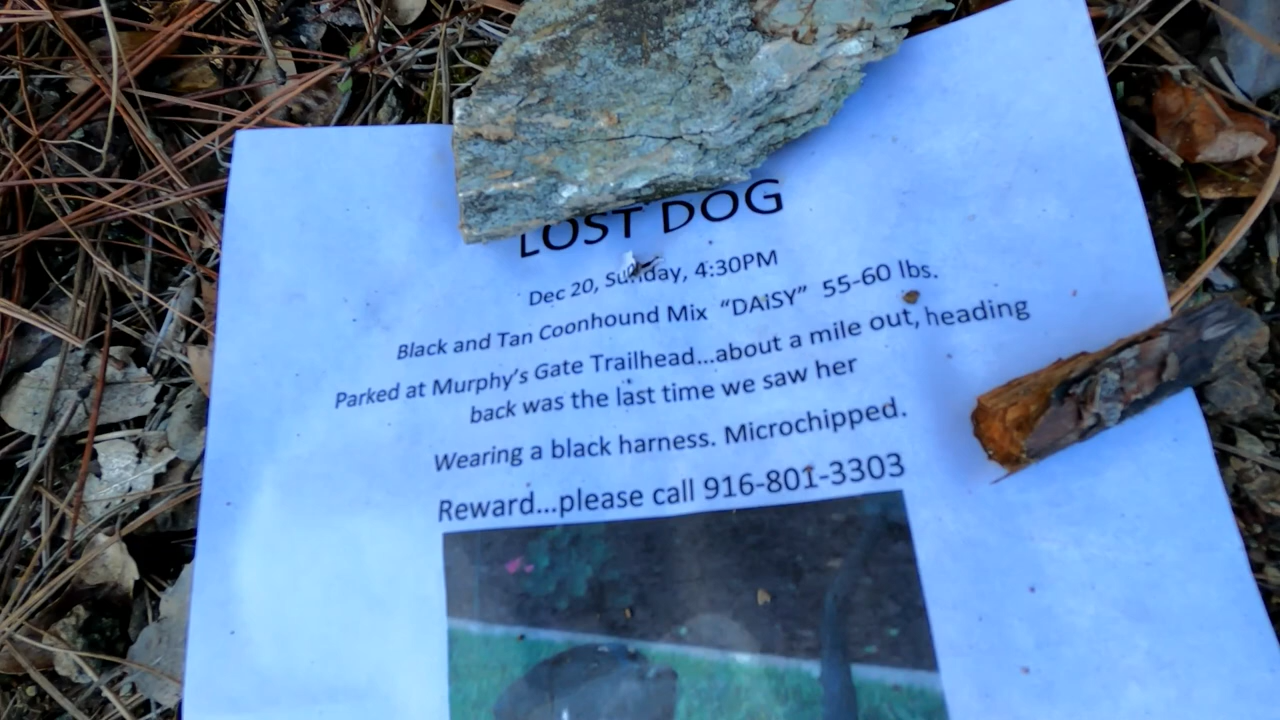 LOST DOG
Dec 20, Sunday, 4:30PM
Black and Tan Coonhound Mix “DAISY” 55-60 lbs.
Parked at Murphy’s Gate Trailhead...about a mile out, heading
back was the last time we saw her
Wearing a black harness. Microchipped.
Reward...please call 916-801-3303